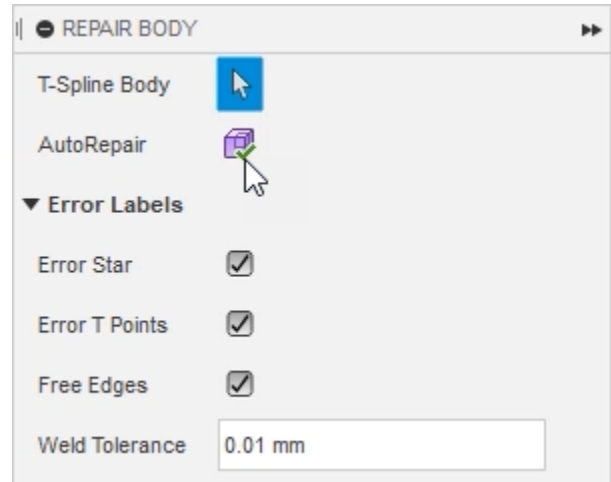 REPAIR BODY
T-Spline Body
AutoRepair
Error Labels
Error Star
Error T Points
Free Edges
Weld Tolerance 0.01 mm